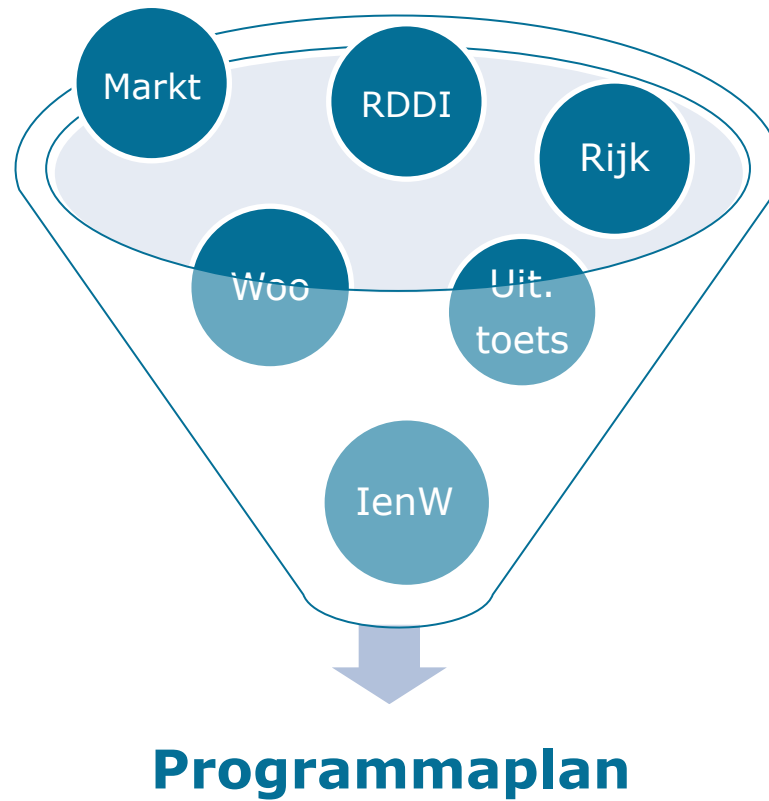 Markt
RDDI
Rijk
Woo
Uit.
toets
IenW
Programmaplan